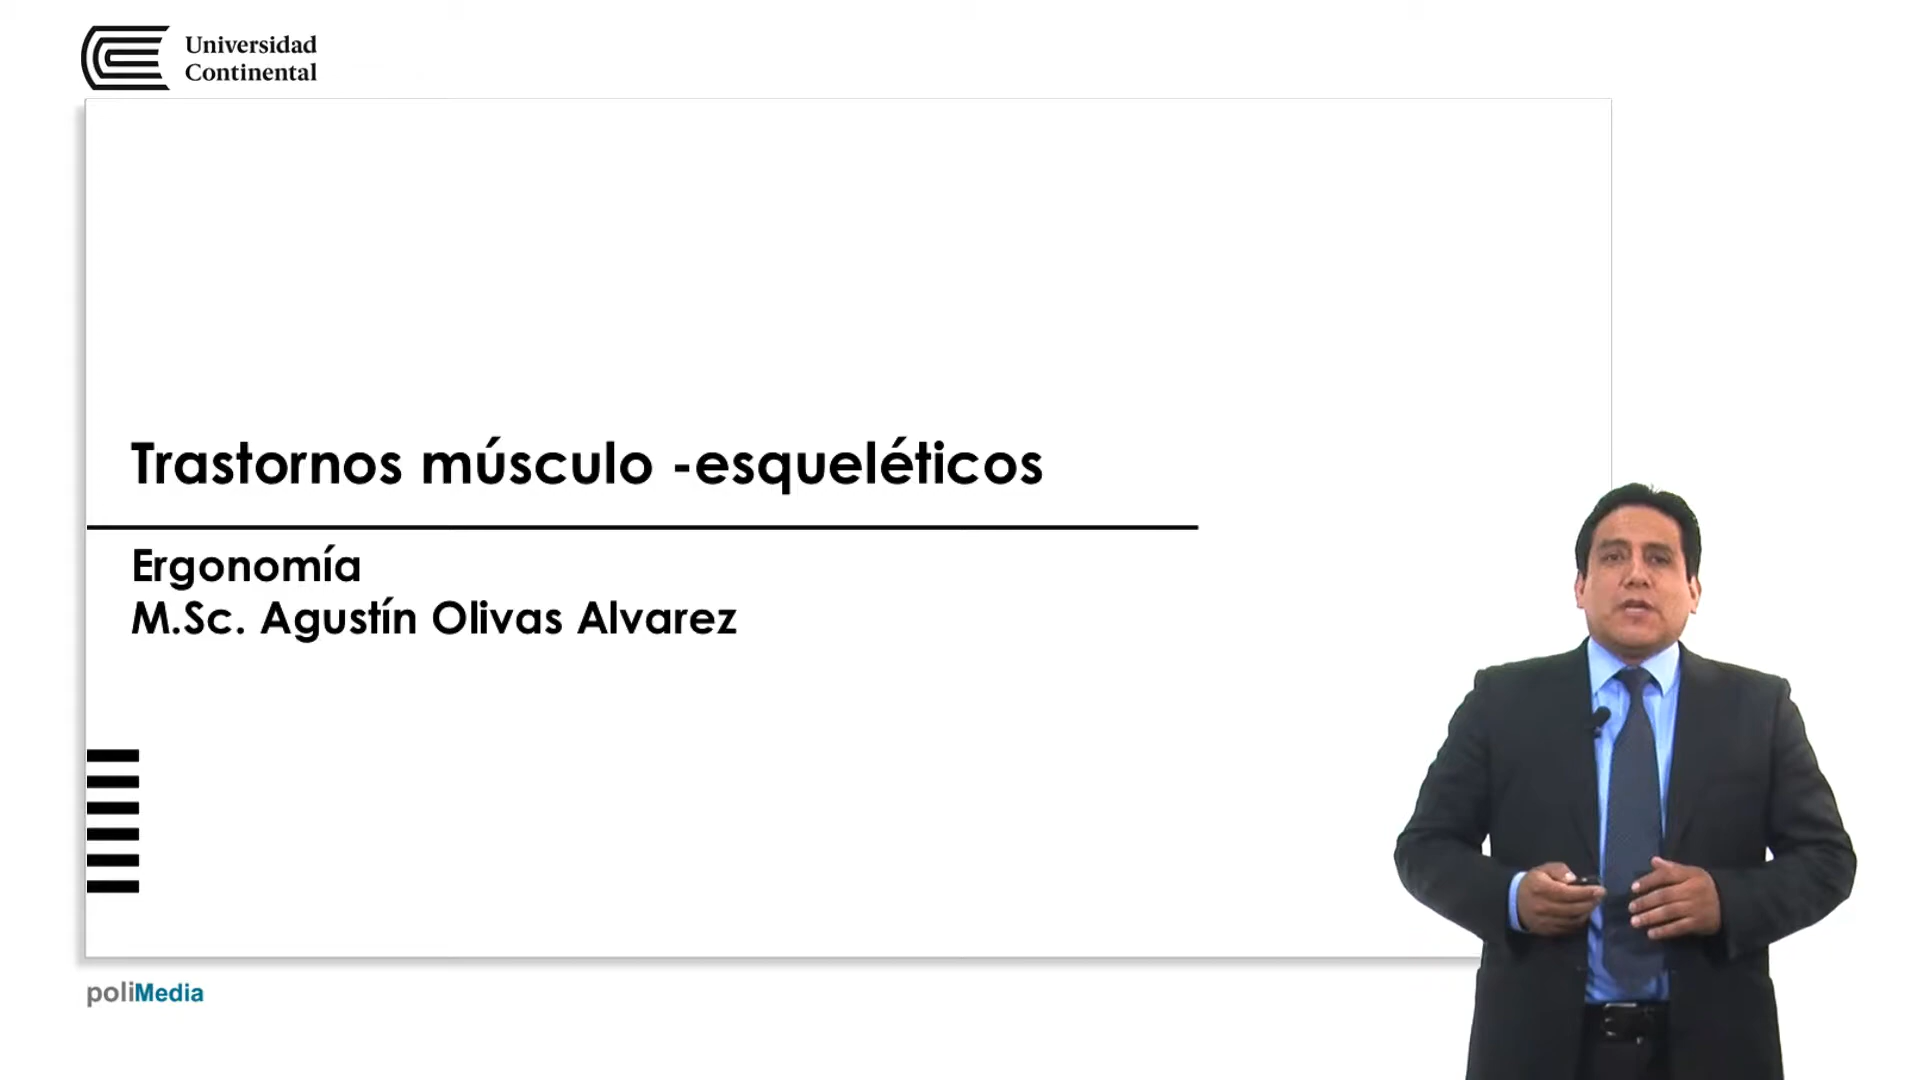 Universidad
Continental
Trastornos músculo -esqueléticos
Ergonomía
M.Sc. Agustín Olivas Alvarez
poliMedia